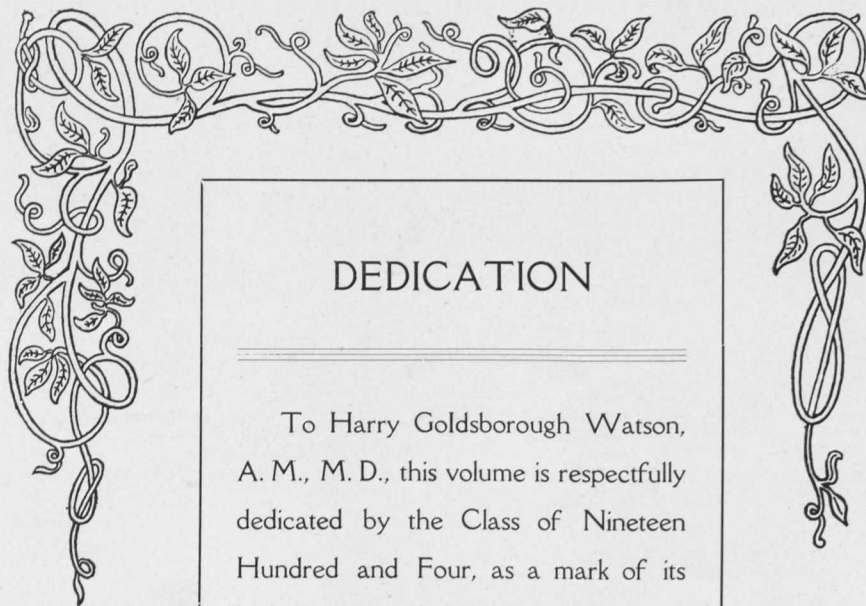 DEDICATION
To Harry Goldsborough Watson,
A. M., M. D., this volume is respectfully
dedicated by the Class of Nineteen
Hundred and Four, as a mark of its